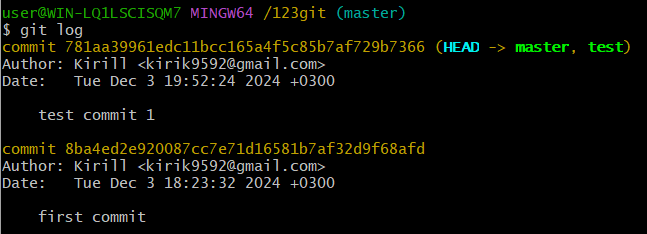 user@WIN-LQ1LSCISQM7 MINGW64 /123git (master)
$ git log
commit 781aa39961edc11bcc165a4f5c85b7af729b7366 (HEAD -> master, test)
Author: Kirill <kirik9592@gmail.com>
Date:   Tue Dec 3 19:52:24 2024 +0300
    test commit 1
commit 8ba4ed2e920087cc7e71d16581b7af32d9f68afd
Author: Kirill <kirik9592@gmail.com>
Date:   Tue Dec 3 18:23:32 2024 +0300
    first commit